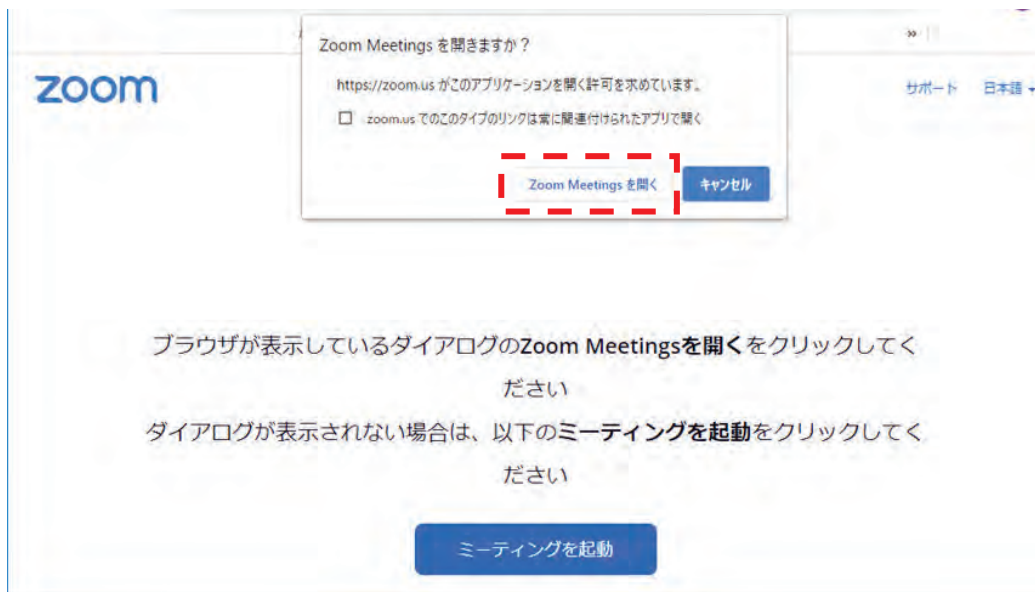 Zoom Meetings を開きますか？
»
https://zoom.us がこのアプリケーションを開く許可を求めています。
zoom
サポート 日本語
zoom.us でのこのタイプのリンクは常に関連付けられたアプリで開く
Zoom Meetings を開く キャンセル
ブラウザが表示しているダイアログのZoom Meetingsを開くをクリックしてく
ださい
ダイアログが表示されない場合は、以下のミーティングを起動をクリックしてく
ださい
ミーティングを起動